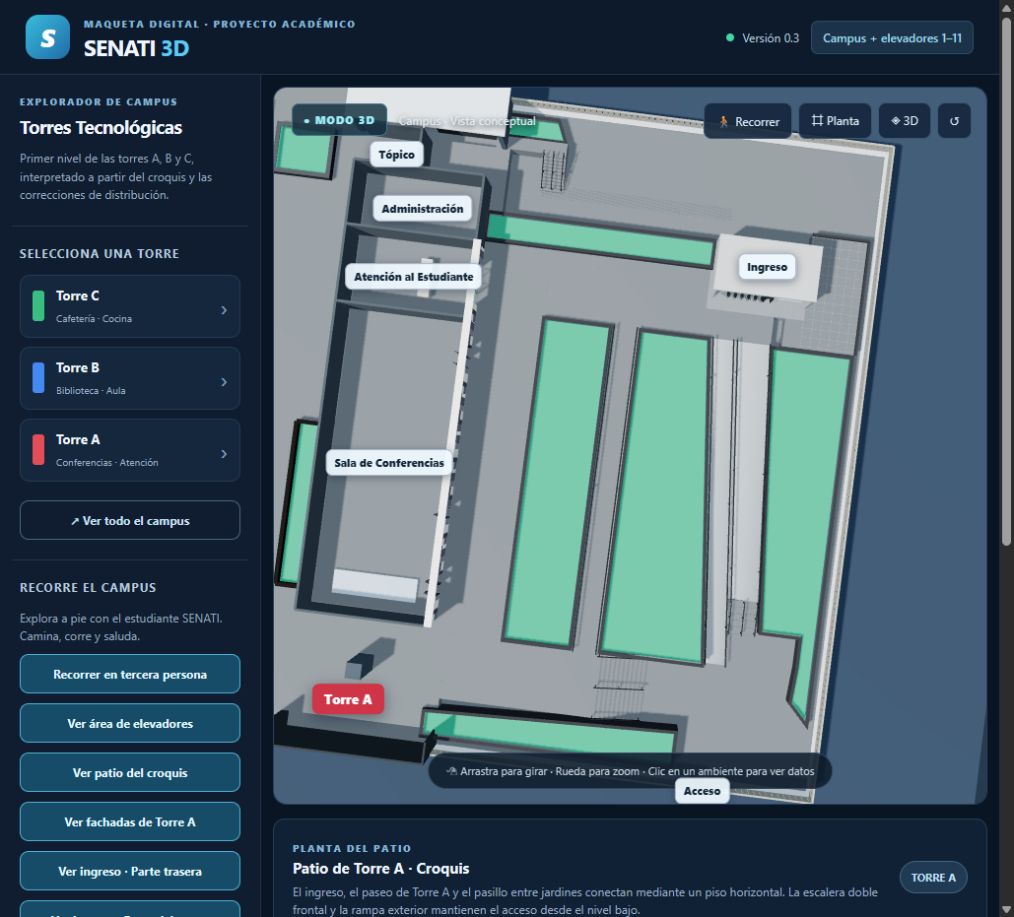 S
MAQUETA DIGITAL · PROYECTO ACADÉMICO
SENATI 3D
Versión 0.3
Campus + elevadores 1–11
EXPLORADOR DE CAMPUS
Torres Tecnológicas
Primer nivel de las torres A, B y C,
interpretado a partir del croquis y las
correcciones de distribución.
SELECCIONA UNA TORRE
Torre C
Cafetería · Cocina
Torre B
Biblioteca · Aula
Torre A
Conferencias · Atención
↗ Ver todo el campus
RECORRE EL CAMPUS
Explora a pie con el estudiante SENATI.
Camina, corre y saluda.
Recorrer en tercera persona
Ver área de elevadores
Ver patio del croquis
Ver fachadas de Torre A
Ver ingreso · Parte trasera
● MODO 3D
Campus · Vista conceptual
Recorrer
Planta
◈ 3D
↺
Tópico
Administración
Atención al Estudiante
Ingreso
Sala de Conferencias
Torre A
Arrastra para girar · Rueda para zoom · Clic en un ambiente para ver datos
Acceso
PLANTA DEL PATIO
Patio de Torre A · Croquis
El ingreso, el paseo de Torre A y el pasillo entre jardines conectan mediante un piso horizontal. La escalera doble
frontal y la rampa exterior mantienen el acceso desde el nivel bajo.
TORRE A